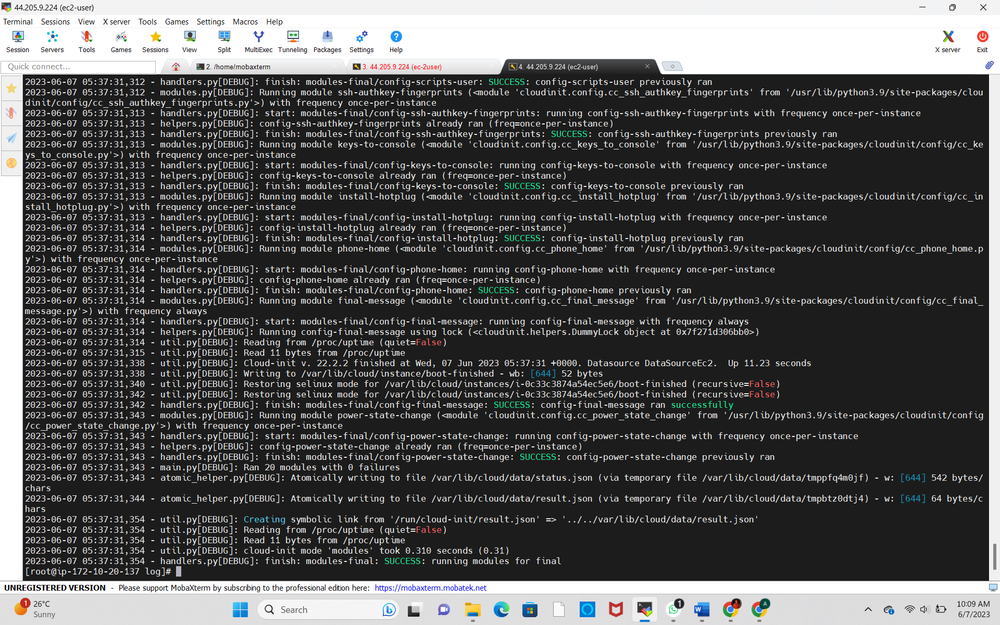 44.205.9.224 (ec2-user)
Terminal Sessions View X server Tools Games Settings Macros Help
Session Servers Tools Games Sessions View Split MultiExec Tunneling Packages Settings Help X server Exit
Quick connect... 2. /home/mobaxterm 3. 44.205.9.224 (ec-2user) 4. 44.205.9.224 (ec2-user)
2023-06-07 05:37:31,312 - handlers.py[DEBUG]: finish: modules-final/config-scripts-user: SUCCESS: config-scripts-user previously ran
2023-06-07 05:37:31,312 - modules.py[DEBUG]: Running module ssh-authkey-fingerprints (<module 'cloudinit.config.cc_ssh_authkey_fingerprints' from '/usr/lib/python3.9/site-packages/clou
dinit/config/cc_ssh_authkey_fingerprints.py'>) with frequency once-per-instance
2023-06-07 05:37:31,313 - handlers.py[DEBUG]: start: modules-final/config-ssh-authkey-fingerprints: running config-ssh-authkey-fingerprints with frequency once-per-instance
2023-06-07 05:37:31,313 - helpers.py[DEBUG]: config-ssh-authkey-fingerprints already ran (freq=once-per-instance)
2023-06-07 05:37:31,313 - handlers.py[DEBUG]: finish: modules-final/config-ssh-authkey-fingerprints: SUCCESS: config-ssh-authkey-fingerprints previously ran
2023-06-07 05:37:31,313 - modules.py[DEBUG]: Running module keys-to-console (<module 'cloudinit.config.cc_keys_to_console' from '/usr/lib/python3.9/site-packages/cloudinit/config/cc_ke
ys_to_console.py'>) with frequency once-per-instance
2023-06-07 05:37:31,313 - handlers.py[DEBUG]: start: modules-final/config-keys-to-console: running config-keys-to-console with frequency once-per-instance
2023-06-07 05:37:31,313 - helpers.py[DEBUG]: config-keys-to-console already ran (freq=once-per-instance)
2023-06-07 05:37:31,313 - handlers.py[DEBUG]: finish: modules-final/config-keys-to-console: SUCCESS: config-keys-to-console previously ran
2023-06-07 05:37:31,313 - modules.py[DEBUG]: Running module install-hotplug (<module 'cloudinit.config.cc_install_hotplug' from '/usr/lib/python3.9/site-packages/cloudinit/config/cc_in
stall_hotplug.py'>) with frequency once-per-instance
2023-06-07 05:37:31,313 - handlers.py[DEBUG]: start: modules-final/config-install-hotplug: running config-install-hotplug with frequency once-per-instance
2023-06-07 05:37:31,314 - helpers.py[DEBUG]: config-install-hotplug already ran (freq=once-per-instance)
2023-06-07 05:37:31,314 - handlers.py[DEBUG]: finish: modules-final/config-install-hotplug: SUCCESS: config-install-hotplug previously ran
2023-06-07 05:37:31,314 - modules.py[DEBUG]: Running module phone-home (<module 'cloudinit.config.cc_phone_home' from '/usr/lib/python3.9/site-packages/cloudinit/config/cc_phone_home.p
y'>) with frequency once-per-instance
2023-06-07 05:37:31,314 - handlers.py[DEBUG]: start: modules-final/config-phone-home: running config-phone-home with frequency once-per-instance
2023-06-07 05:37:31,314 - helpers.py[DEBUG]: config-phone-home already ran (freq=once-per-instance)
2023-06-07 05:37:31,314 - handlers.py[DEBUG]: finish: modules-final/config-phone-home: SUCCESS: config-phone-home previously ran
2023-06-07 05:37:31,314 - modules.py[DEBUG]: Running module final-message (<module 'cloudinit.config.cc_final_message' from '/usr/lib/python3.9/site-packages/cloudinit/config/cc_final_
message.py'>) with frequency always
2023-06-07 05:37:31,314 - handlers.py[DEBUG]: start: modules-final/config-final-message: running config-final-message with frequency always
2023-06-07 05:37:31,314 - helpers.py[DEBUG]: Running config-final-message using lock (<cloudinit.helpers.DummyLock object at 0x7f271d306bb0>)
2023-06-07 05:37:31,314 - util.py[DEBUG]: Reading from /proc/uptime (quiet=False)
2023-06-07 05:37:31,315 - util.py[DEBUG]: Read 11 bytes from /proc/uptime
2023-06-07 05:37:31,338 - util.py[DEBUG]: Cloud-init v. 22.2.2 finished at Wed, 07 Jun 2023 05:37:31 +0000. Datasource DataSourceEc2.  Up 11.23 seconds
2023-06-07 05:37:31,338 - util.py[DEBUG]: Writing to /var/lib/cloud/instance/boot-finished - wb: [644] 52 bytes
2023-06-07 05:37:31,340 - util.py[DEBUG]: Restoring selinux mode for /var/lib/cloud/instances/i-0c33c3874a54ec5e6/boot-finished (recursive=False)
2023-06-07 05:37:31,342 - util.py[DEBUG]: Restoring selinux mode for /var/lib/cloud/instances/i-0c33c3874a54ec5e6/boot-finished (recursive=False)
2023-06-07 05:37:31,342 - handlers.py[DEBUG]: finish: modules-final/config-final-message: SUCCESS: config-final-message ran successfully
2023-06-07 05:37:31,343 - modules.py[DEBUG]: Running module power-state-change (<module 'cloudinit.config.cc_power_state_change' from '/usr/lib/python3.9/site-packages/cloudinit/config
/cc_power_state_change.py'>) with frequency once-per-instance
2023-06-07 05:37:31,343 - handlers.py[DEBUG]: start: modules-final/config-power-state-change: running config-power-state-change with frequency once-per-instance
2023-06-07 05:37:31,343 - helpers.py[DEBUG]: config-power-state-change already ran (freq=once-per-instance)
2023-06-07 05:37:31,343 - handlers.py[DEBUG]: finish: modules-final/config-power-state-change: SUCCESS: config-power-state-change previously ran
2023-06-07 05:37:31,343 - main.py[DEBUG]: Ran 20 modules with 0 failures
2023-06-07 05:37:31,343 - atomic_helper.py[DEBUG]: Atomically writing to file /var/lib/cloud/data/status.json (via temporary file /var/lib/cloud/data/tmppfq4m0jf) - w: [644] 542 bytes/
chars
2023-06-07 05:37:31,344 - atomic_helper.py[DEBUG]: Atomically writing to file /var/lib/cloud/data/result.json (via temporary file /var/lib/cloud/data/tmpbtz0dtj4) - w: [644] 64 bytes/c
hars
2023-06-07 05:37:31,354 - util.py[DEBUG]: Creating symbolic link from '/run/cloud-init/result.json' => '../../var/lib/cloud/data/result.json'
2023-06-07 05:37:31,354 - util.py[DEBUG]: Reading from /proc/uptime (quiet=False)
2023-06-07 05:37:31,354 - util.py[DEBUG]: Read 11 bytes from /proc/uptime
2023-06-07 05:37:31,354 - util.py[DEBUG]: cloud-init mode 'modules' took 0.310 seconds (0.31)
2023-06-07 05:37:31,354 - handlers.py[DEBUG]: finish: modules-final: SUCCESS: running modules for final
[root@ip-172-10-20-137 log]#
UNREGISTERED VERSION - Please support MobaXterm by subscribing to the professional edition here: https://mobaxterm.mobatek.net
1 26°C
Sunny
Search
1
A
10:09 AM
6/7/2023